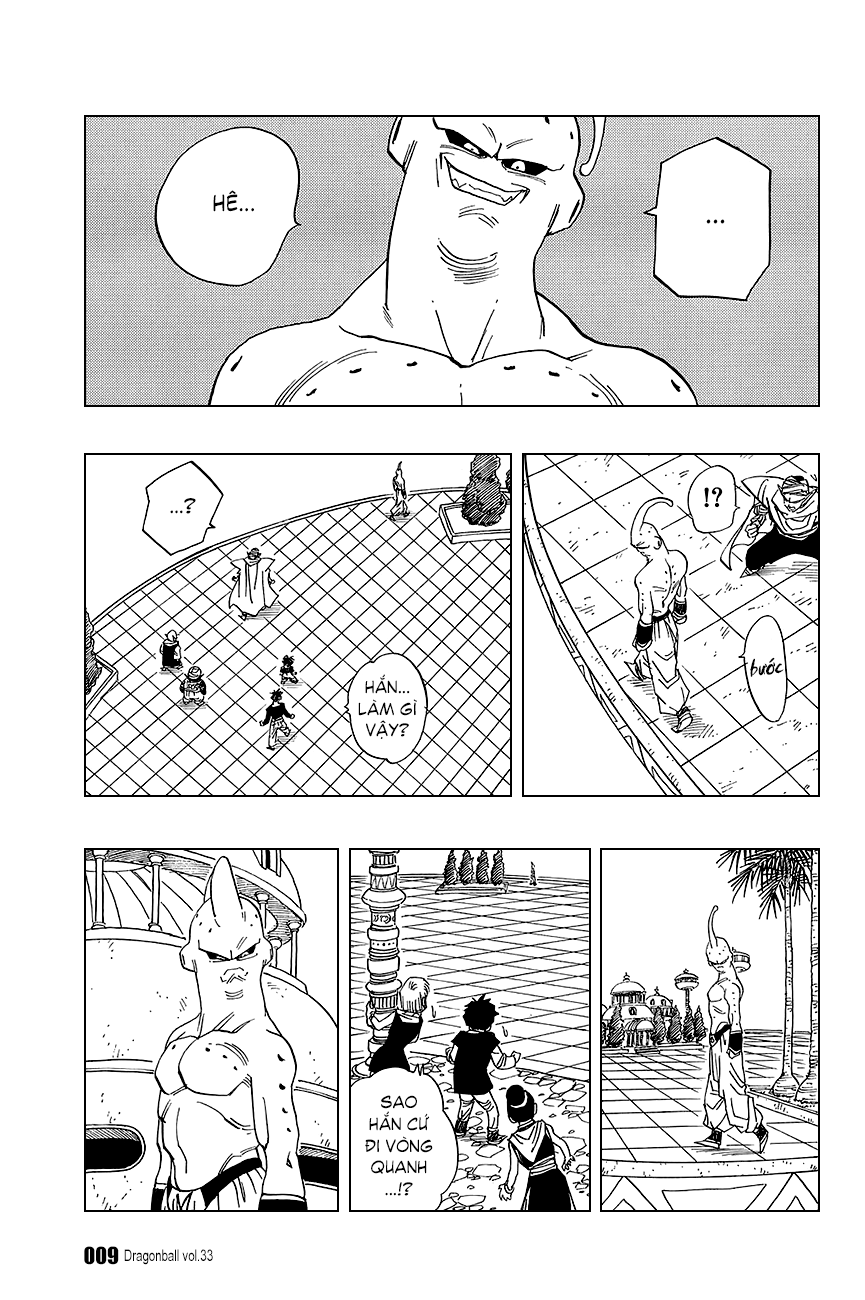 ...
HÊ...
!?
bước
...?
HẮN...
LÀM GÌ
VẬY?
SAO
HẮN CỨ
ĐI VÒNG
QUANH
...!?
009 Dragonball vol.33